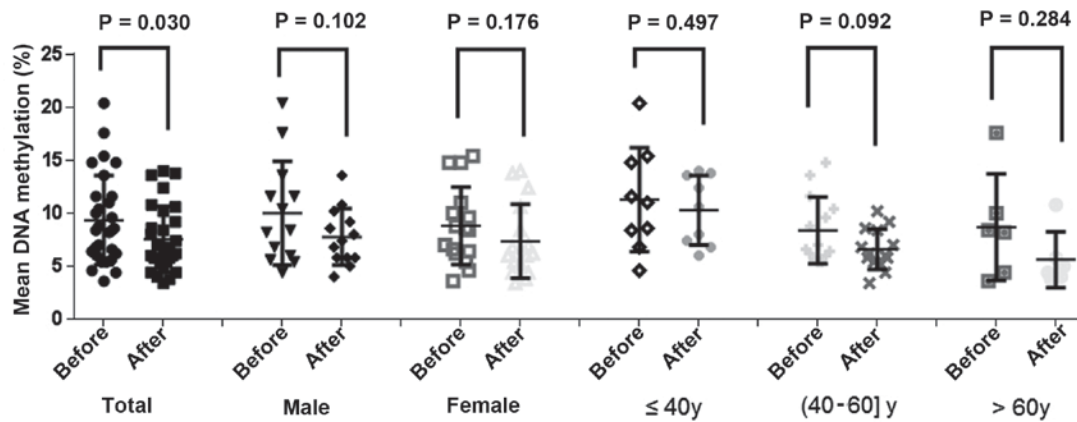 P = 0.030 P = 0.102 P = 0.176 P = 0.497 P = 0.092 P = 0.284
Mean DNA methylation (%)
25
20
15
10
5
0
Before After Before After Before After Before After Before After Before After
Total Male Female ≤ 40y (40-60] y > 60y